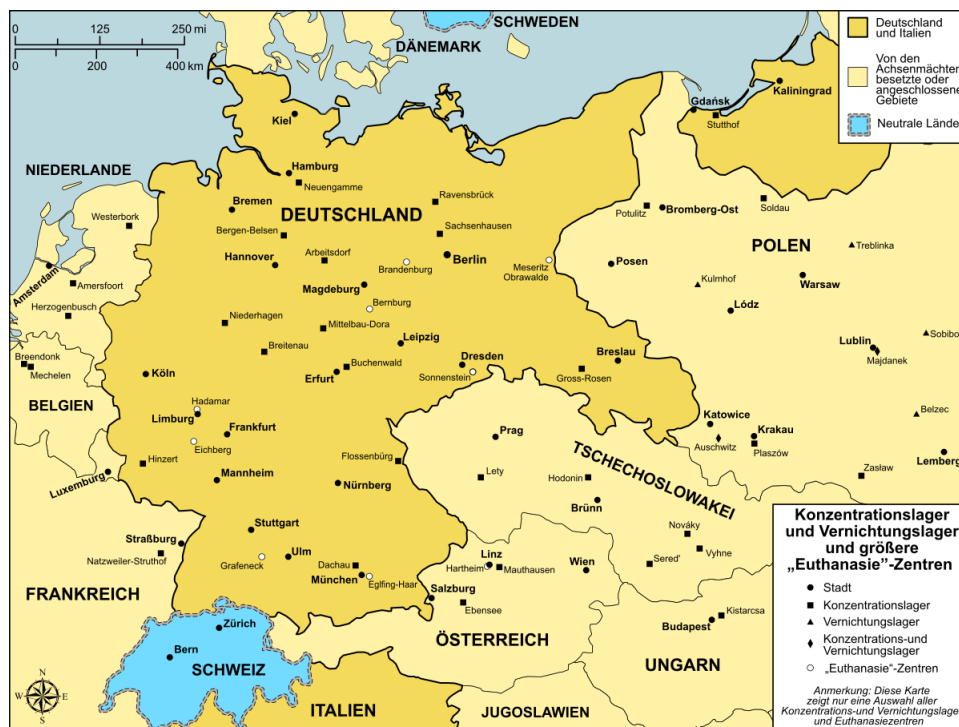 SCHWEDEN
DÄNEMARK
0 125 250 mi
0 200 400 km
Deutschland
und Italien
Von den
Achsenmächten
besetzte oder
angeschlossene
Gebiete
Neutrale Lände
Kaliningrad
Gdańsk
Stutthof
Kiel
Hamburg
Neuengamme
NIEDERLANDE
Westerbork
Bremen
DEUTSCHLAND
Ravensbrück
Potulitz
Bromberg-Ost
Soldau
Bergen-Belsen
Sachsenhausen
POLEN
Treblinka
Hannover
Arbeitsdorf
Brandenburg
Berlin
Meseritz
Obrawalde
Posen
Kulmhof
Warsaw
Amsterdam
Amersfoort
Magdeburg
Bernburg
Lódz
Herzogenbusch
Niederhagen
Mittelbau-Dora
Leipzig
Sobibo
Lublin
Majdanek
Breitenau
Breendonk
Mechelen
Köln
Erfurt
Buchenwald
Dresden
Sonnenstein
Breslau
Gross-Rosen
BELGIEN
Hadamar
Limburg
Frankfurt
Eichberg
Prag
Katowice
Auschwitz
Krakau
Plaszów
Belzec
Lemberg
Hinzert
Flossenbürg
TSCHECHOSLOWAKEI
Luxemburg
Mannheim
Nürnberg
Lety
Hodonin
Zasław
Brünn
Stuttgart
Straßburg
Natzweiler-Struthof
Grafeneck
Ulm
Dachau
München
Eglfing-Haar
Linz
Hartheim
Mauthausen
Wien
Nováky
Vyhne
Sered'
FRANKREICH
Salzburg
Ebensee
Zürich
Bern
SCHWEIZ
ÖSTERREICH
Kistarcsa
Budapest
UNGARN
ITALIEN
JUGOSLAWIEN
N
W
E
S
Konzentrationslager
und Vernichtungslager
und größere
„Euthanasie”-Zentren
Stadt
Konzentrationslager
Vernichtungslager
Konzentrations-und
Vernichtungslager
„Euthanasie“-Zentren
Anmerkung: Diese Karte
zeigt nur eine Auswahl aller
Konzentrations-und Vernichtungslage
und Euthanasiezentren